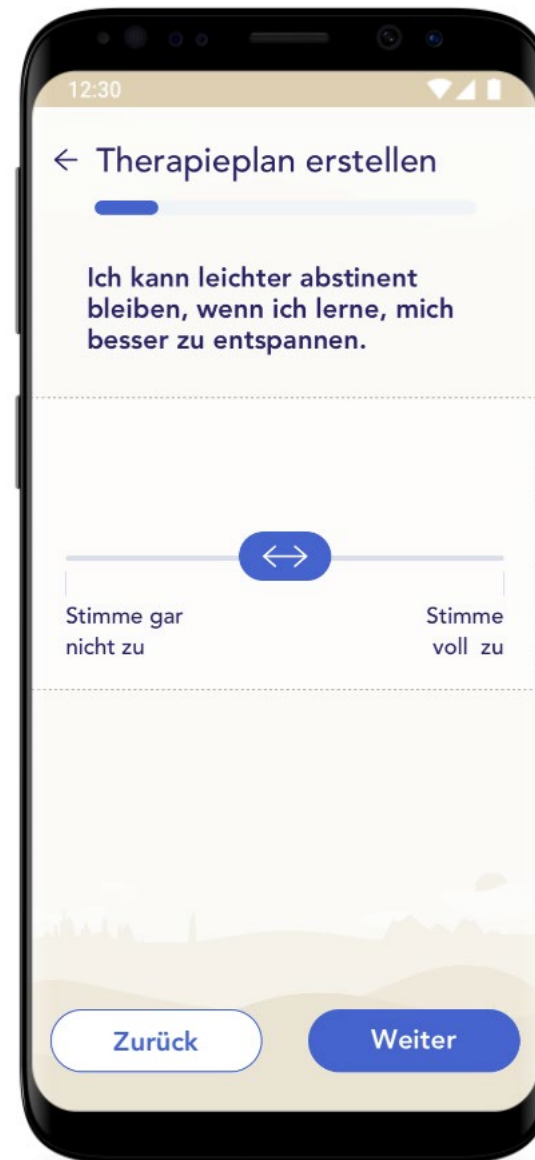 12:30
← Therapieplan erstellen
Ich kann leichter abstinent
bleiben, wenn ich lerne, mich
besser zu entspannen.
Stimme gar
nicht zu
Stimme
voll zu
Zurück
Weiter